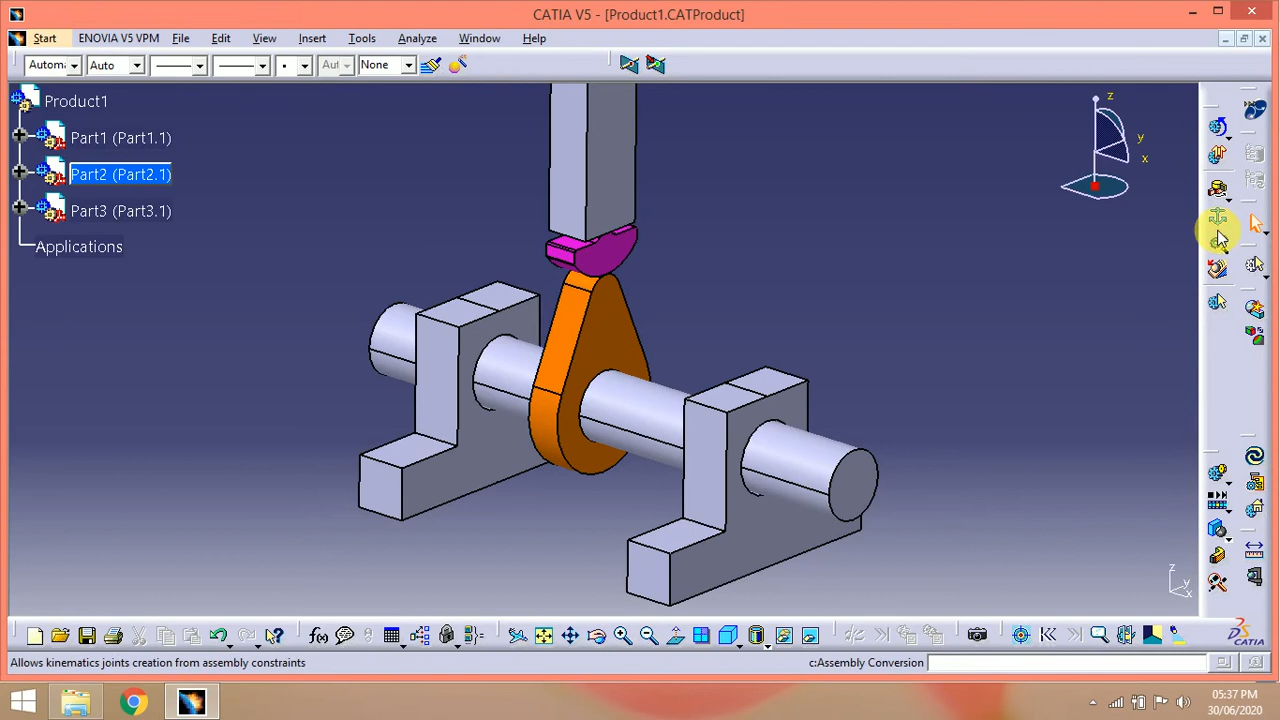 CATIA V5 - [Product1.CATProduct]
Start ENOVIA V5 VPM File Edit View Insert Tools Analyze Window Help
Automa Auto Aut None
Product1
Part1 (Part1.1)
Part2 (Part2.1)
Part3 (Part3.1)
Applications
z
y
x
z
y
x
f(x)
Allows kinematics joints creation from assembly constraints
c:Assembly Conversion
CATIA
05:37 PM
30/06/2020